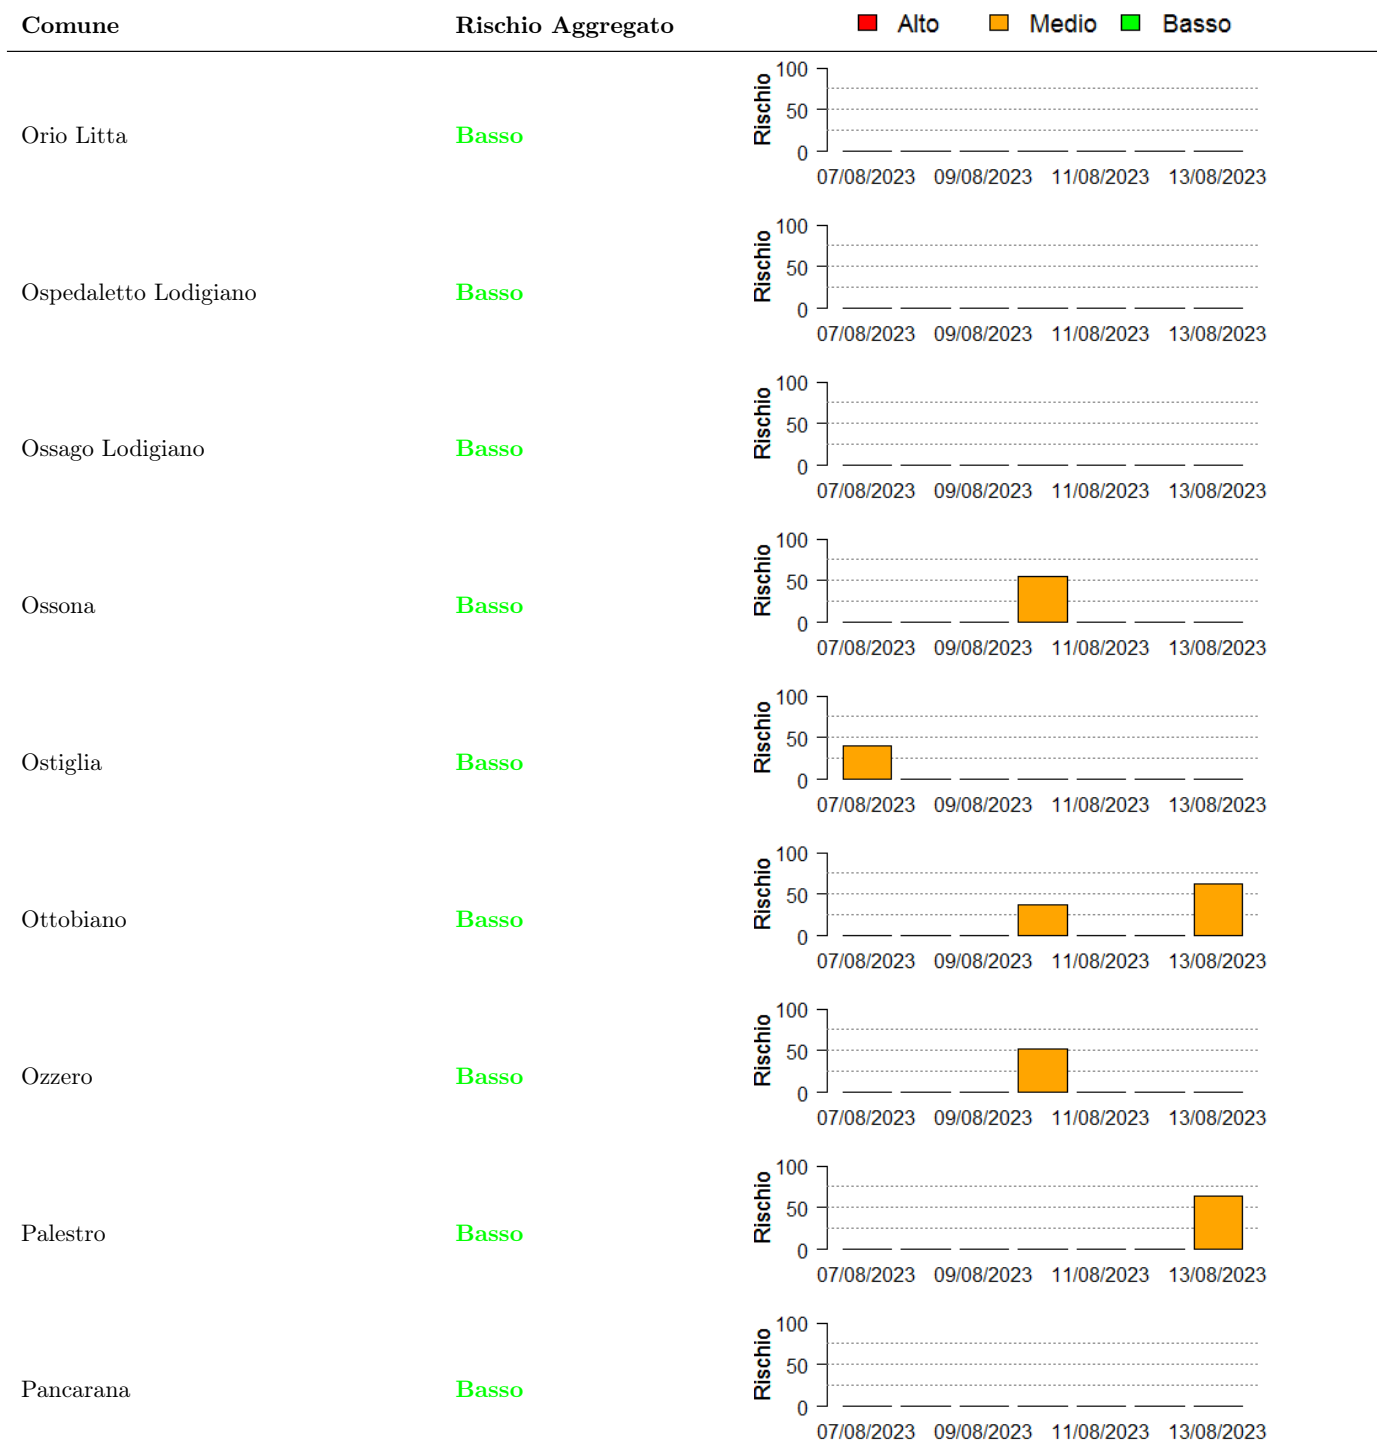 Comune Rischio Aggregato Alto Medio Basso
100
50
0
Rischio
Orio Litta Basso
07/08/2023 09/08/2023 11/08/2023 13/08/2023
100
50
0
Rischio
Ospedaletto Lodigiano Basso
07/08/2023 09/08/2023 11/08/2023 13/08/2023
100
50
0
Rischio
Ossago Lodigiano Basso
07/08/2023 09/08/2023 11/08/2023 13/08/2023
100
50
0
Rischio
Ossona Basso
07/08/2023 09/08/2023 11/08/2023 13/08/2023
100
50
0
Rischio
Ostiglia Basso
07/08/2023 09/08/2023 11/08/2023 13/08/2023
100
50
0
Rischio
Ottobiano Basso
07/08/2023 09/08/2023 11/08/2023 13/08/2023
100
50
0
Rischio
Ozzero Basso
07/08/2023 09/08/2023 11/08/2023 13/08/2023
100
50
0
Rischio
Palestro Basso
07/08/2023 09/08/2023 11/08/2023 13/08/2023
100
50
0
Rischio
Pancarana Basso
07/08/2023 09/08/2023 11/08/2023 13/08/2023